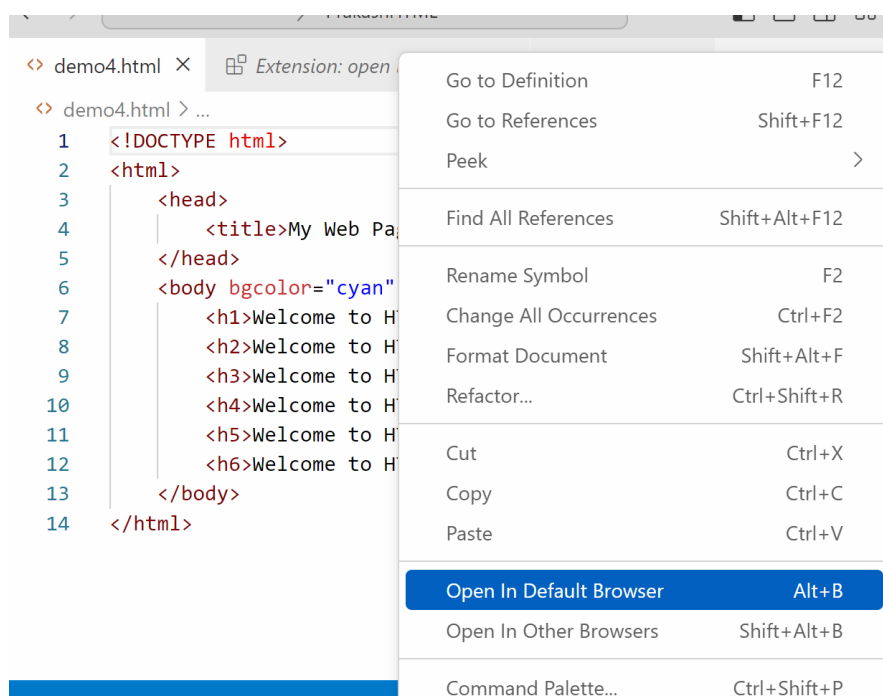 demo4.html
Extension: open
demo4.html > ...
1 <!DOCTYPE html>
2 <html>
3 <head>
4 <title>My Web
5 </head>
6 <body bgcolor="cyan"
7 <h1>Welcome to
8 <h2>Welcome to
9 <h3>Welcome to
10 <h4>Welcome to
11 <h5>Welcome to
12 <h6>Welcome to
13 </body>
14 </html>
Go to Definition F12
Go to References Shift+F12
Peek
Find All References Shift+Alt+F12
Rename Symbol F2
Change All Occurrences Ctrl+F2
Format Document Shift+Alt+F
Refactor... Ctrl+Shift+R
Cut Ctrl+X
Copy Ctrl+C
Paste Ctrl+V
Open In Default Browser Alt+B
Open In Other Browsers Shift+Alt+B
Command Palette... Ctrl+Shift+P